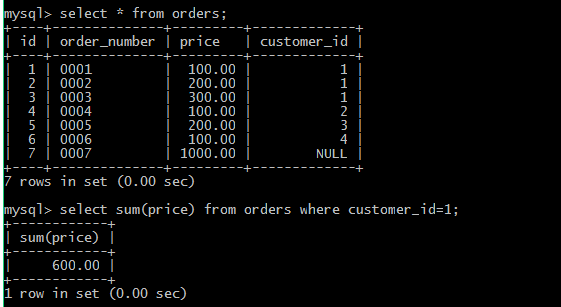 mysql> select * from orders;
+----+--------------+---------+-------------+
| id | order_number | price   | customer_id |
+----+--------------+---------+-------------+
|  1 | 0001         |  100.00 |           1 |
|  2 | 0002         |  200.00 |           1 |
|  3 | 0003         |  300.00 |           1 |
|  4 | 0004         |  100.00 |           2 |
|  5 | 0005         |  200.00 |           3 |
|  6 | 0006         |  100.00 |           4 |
|  7 | 0007         | 1000.00 |        NULL |
+----+--------------+---------+-------------+
7 rows in set (0.00 sec)
mysql> select sum(price) from orders where customer_id=1;
+------------+
| sum(price) |
+------------+
|     600.00 |
+------------+
1 row in set (0.00 sec)